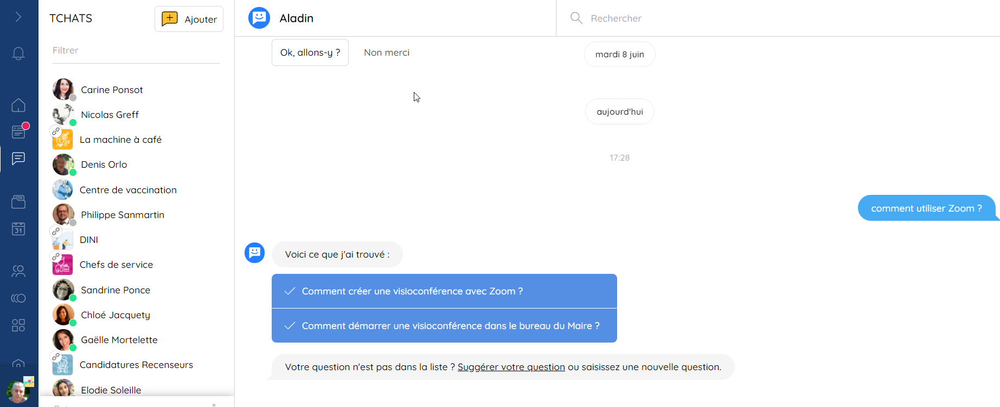 TCHATS
Ajouter
Filtrer
Carine Ponsot
Nicolas Greff
La machine à café
Denis Orlo
Centre de vaccination
Philippe Sanmartin
DINI
Chefs de service
Sandrine Ponce
Chloé Jacquety
Gaëlle Mortelette
Candidatures Recenseurs
Elodie Soleille
31
Aladin
Rechercher
Ok, allons-y ?
Non merci
mardi 8 juin
aujourd'hui
17:28
comment utiliser Zoom ?
Voici ce que j'ai trouvé :
Comment créer une visioconférence avec Zoom ?
Comment démarrer une visioconférence dans le bureau du Maire ?
Votre question n'est pas dans la liste ? Suggérer votre question ou saisissez une nouvelle question.